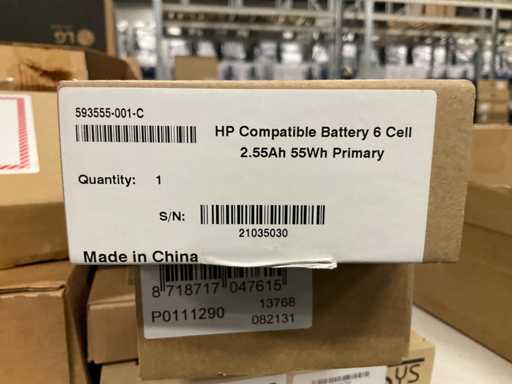 LG
593555-001-C
HP Compatible Battery 6 Cell
2.55Ah 55Wh Primary
Quantity: 1
S/N:
21035030
Made in China
8 718717 047615
13768
P0111290
082131